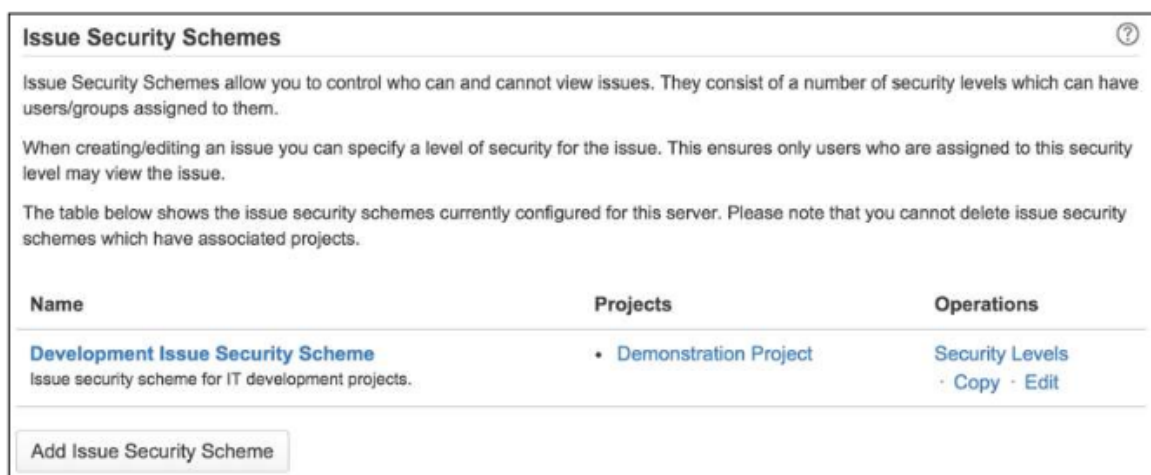 Issue Security Schemes
?
Issue Security Schemes allow you to control who can and cannot view issues. They consist of a number of security levels which can have
users/groups assigned to them.
When creating/editing an issue you can specify a level of security for the issue. This ensures only users who are assigned to this security
level may view the issue.
The table below shows the issue security schemes currently configured for this server. Please note that you cannot delete issue security
schemes which have associated projects.
Name Projects Operations
Development Issue Security Scheme • Demonstration Project Security Levels
Issue security scheme for IT development projects. · Copy · Edit
Add Issue Security Scheme